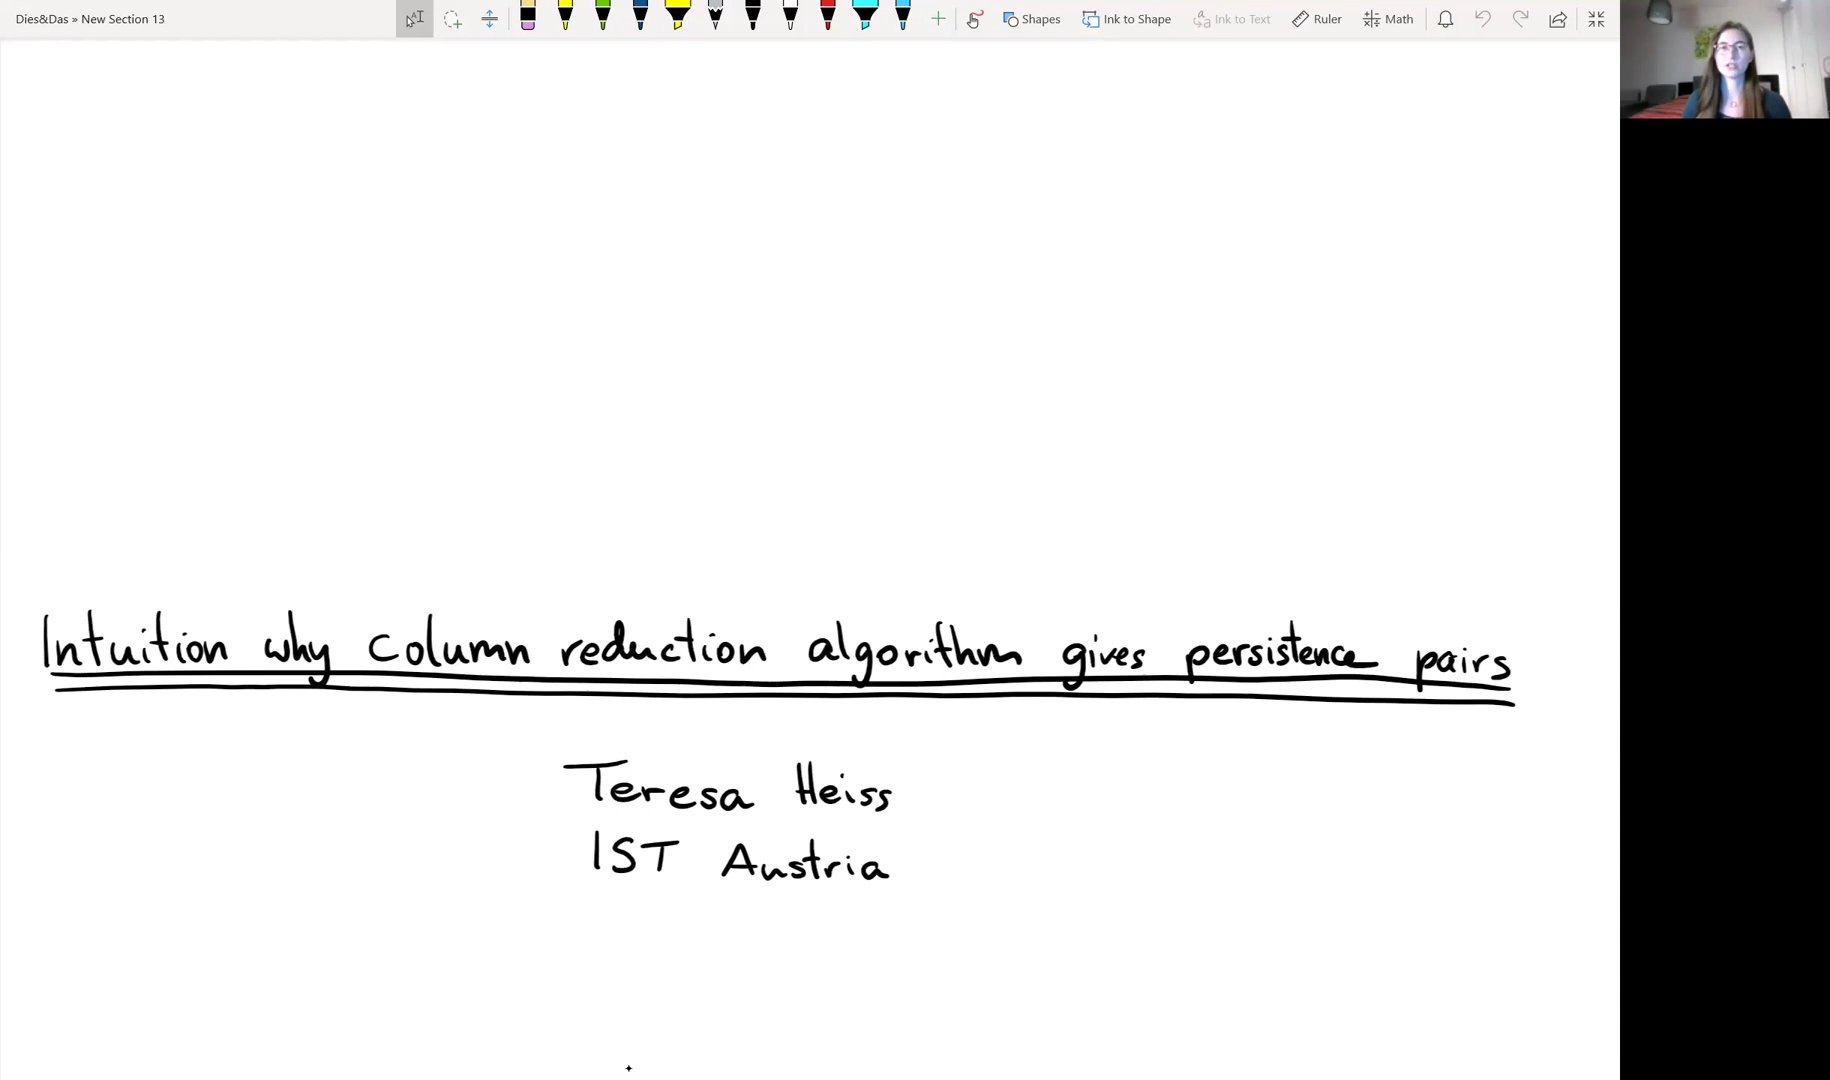 Dies&Das » New Section 13
Shapes Ink to Shape Ink to Text Ruler Math
Intuition why column reduction algorithm gives persistence pairs
Teresa Heiss
IST Austria